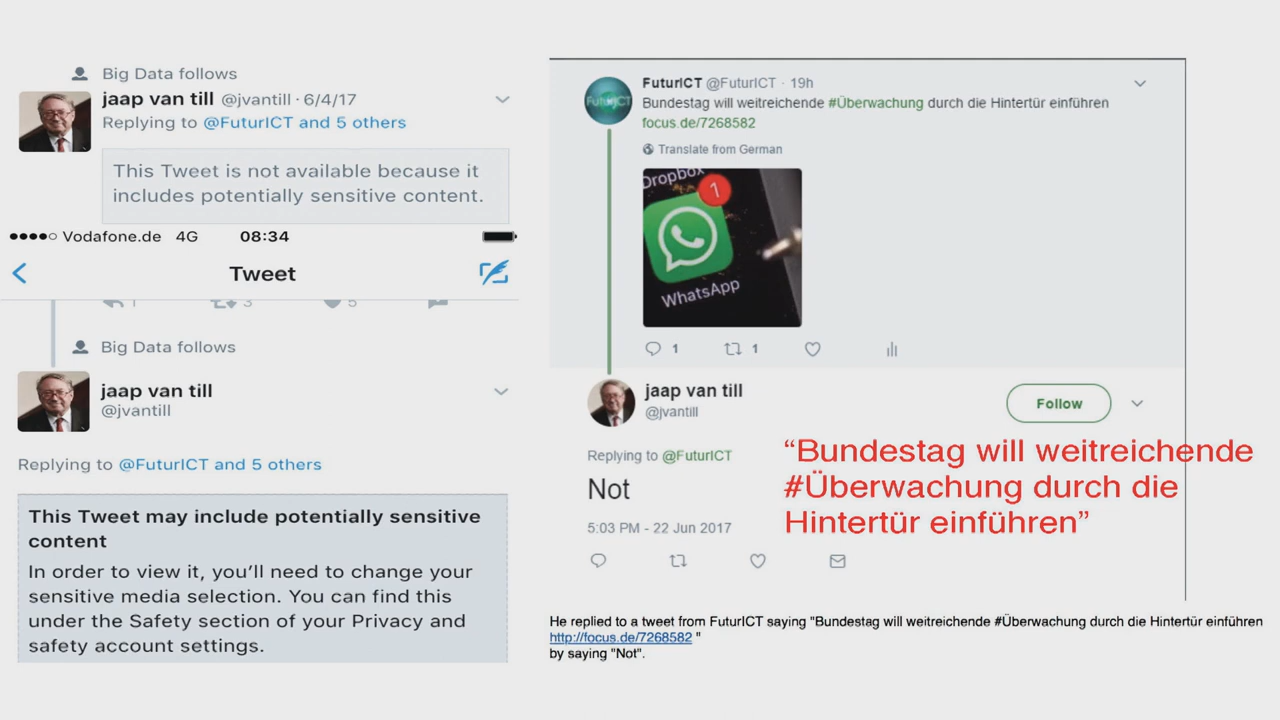 Big Data follows
jaap van till @jvantill · 6/4/17
Replying to @FuturICT and 5 others
This Tweet is not available because it
includes potentially sensitive content.
Vodafone.de 4G 08:34
Tweet
1 3 5
Big Data follows
jaap van till
@jvantill
Replying to @FuturICT and 5 others
This Tweet may include potentially sensitive
content
In order to view it, you'll need to change your
sensitive media selection. You can find this
under the Safety section of your Privacy and
safety account settings.
FuturICT
FuturICT @FuturICT · 19h
Bundestag will weitreichende #Überwachung durch die Hintertür einführen
focus.de/7268582
Translate from German
Dropbox
1
WhatsApp
1 1
jaap van till
@jvantill
Follow
Replying to @FuturICT
Not
5:03 PM - 22 Jun 2017
“Bundestag will weitreichende
#Überwachung durch die
Hintertür einführen”
He replied to a tweet from FuturICT saying "Bundestag will weitreichende #Überwachung durch die Hintertür einführen
http://focus.de/7268582 "
by saying "Not".